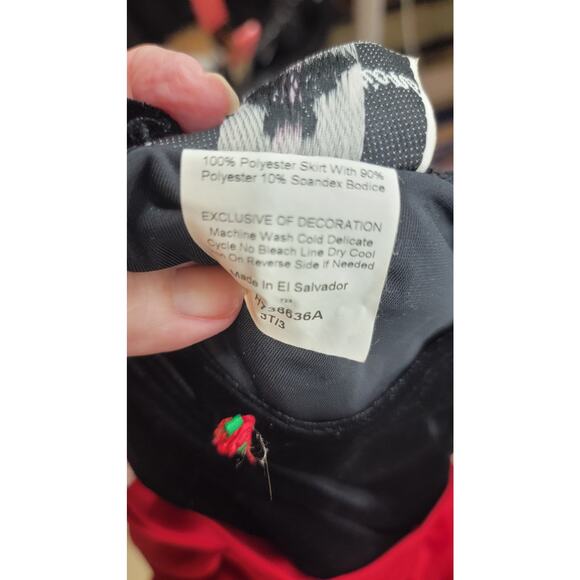 100% Polyester Skirt With 90%
Polyester 10% Spandex Bodice
EXCLUSIVE OF DECORATION
Machine Wash Cold Delicate
Cycle No Bleach Line Dry Cool
Iron On Reverse Side If Needed
Made In El Salvador
3T/3